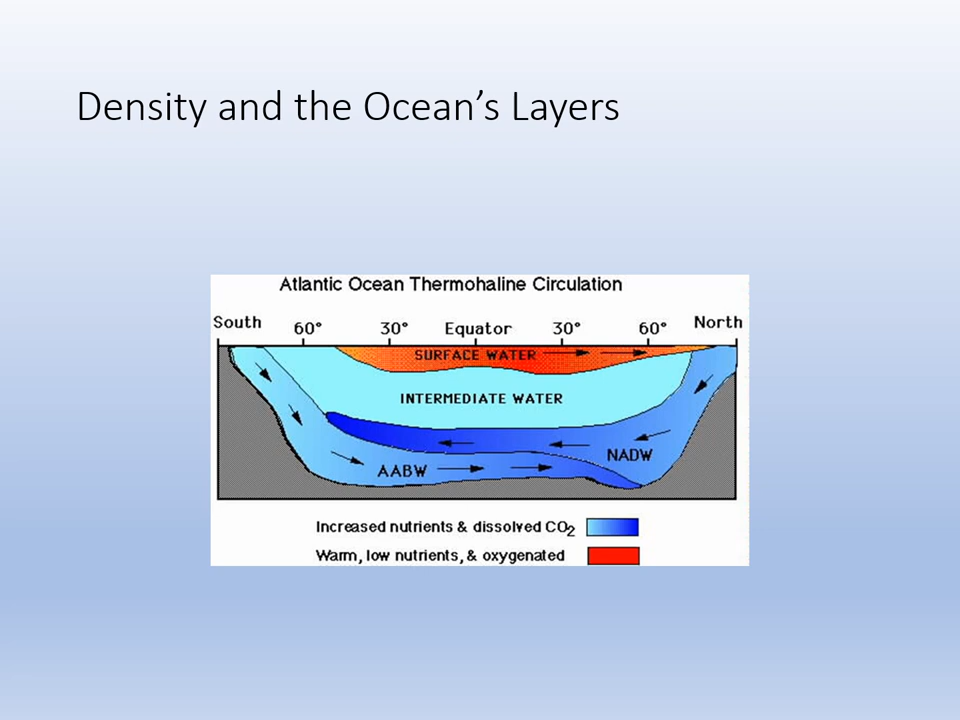 Density and the Ocean’s Layers
Atlantic Ocean Thermohaline Circulation
South 60° 30° Equator 30° 60° North
SURFACE WATER
INTERMEDIATE WATER
NADW
AABW
Increased nutrients & dissolved CO2
Warm, low nutrients, & oxygenated